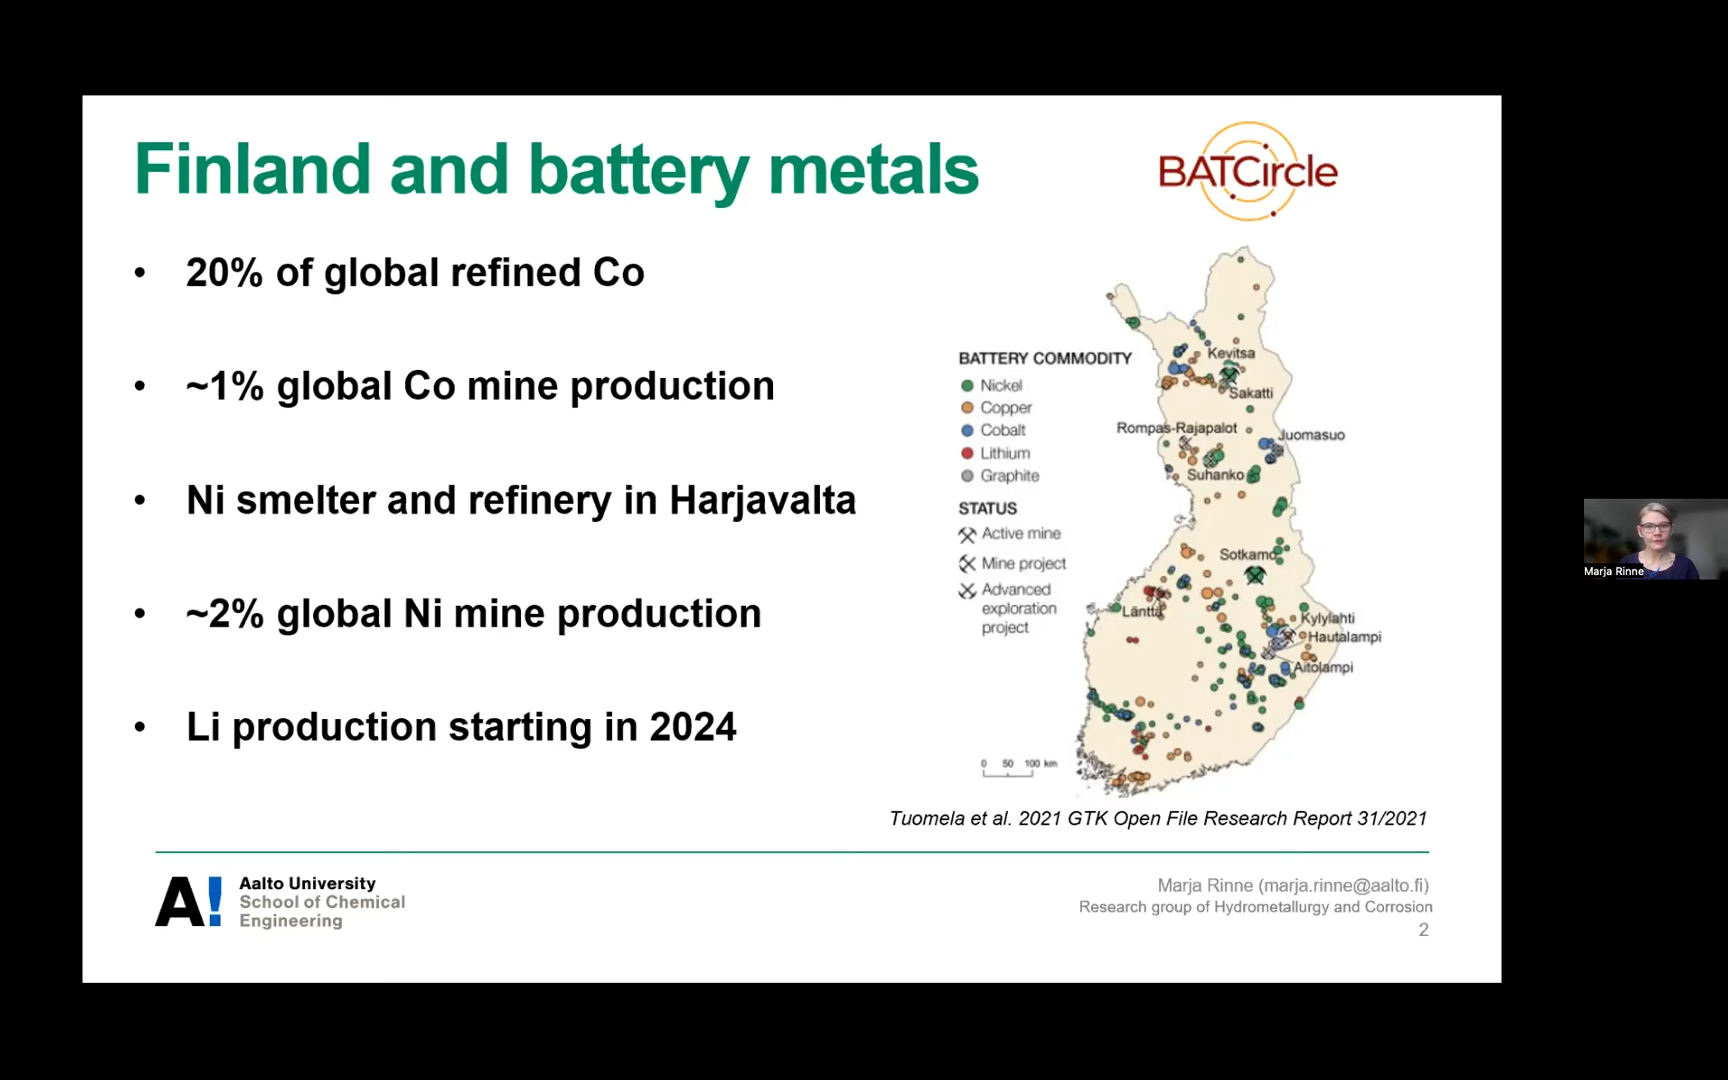 Finland and battery metals
BATCircle
• 20% of global refined Co
• ~1% global Co mine production
• Ni smelter and refinery in Harjavalta
• ~2% global Ni mine production
• Li production starting in 2024
BATTERY COMMODITY
Nickel
Copper
Cobalt
Lithium
Graphite
STATUS
Active mine
Mine project
Advanced
exploration
project
Kevitsa
Sakatti
Rompas-Rajapalot
Juomasuo
Suhanko
Sotkamo
Länttä
Kylylahti
Hautalampi
Aitolampi
0 50 100 km
Tuomela et al. 2021 GTK Open File Research Report 31/2021
A! Aalto University
School of Chemical
Engineering
Marja Rinne (marja.rinne@aalto.fi)
Research group of Hydrometallurgy and Corrosion
2
Marja Rinne